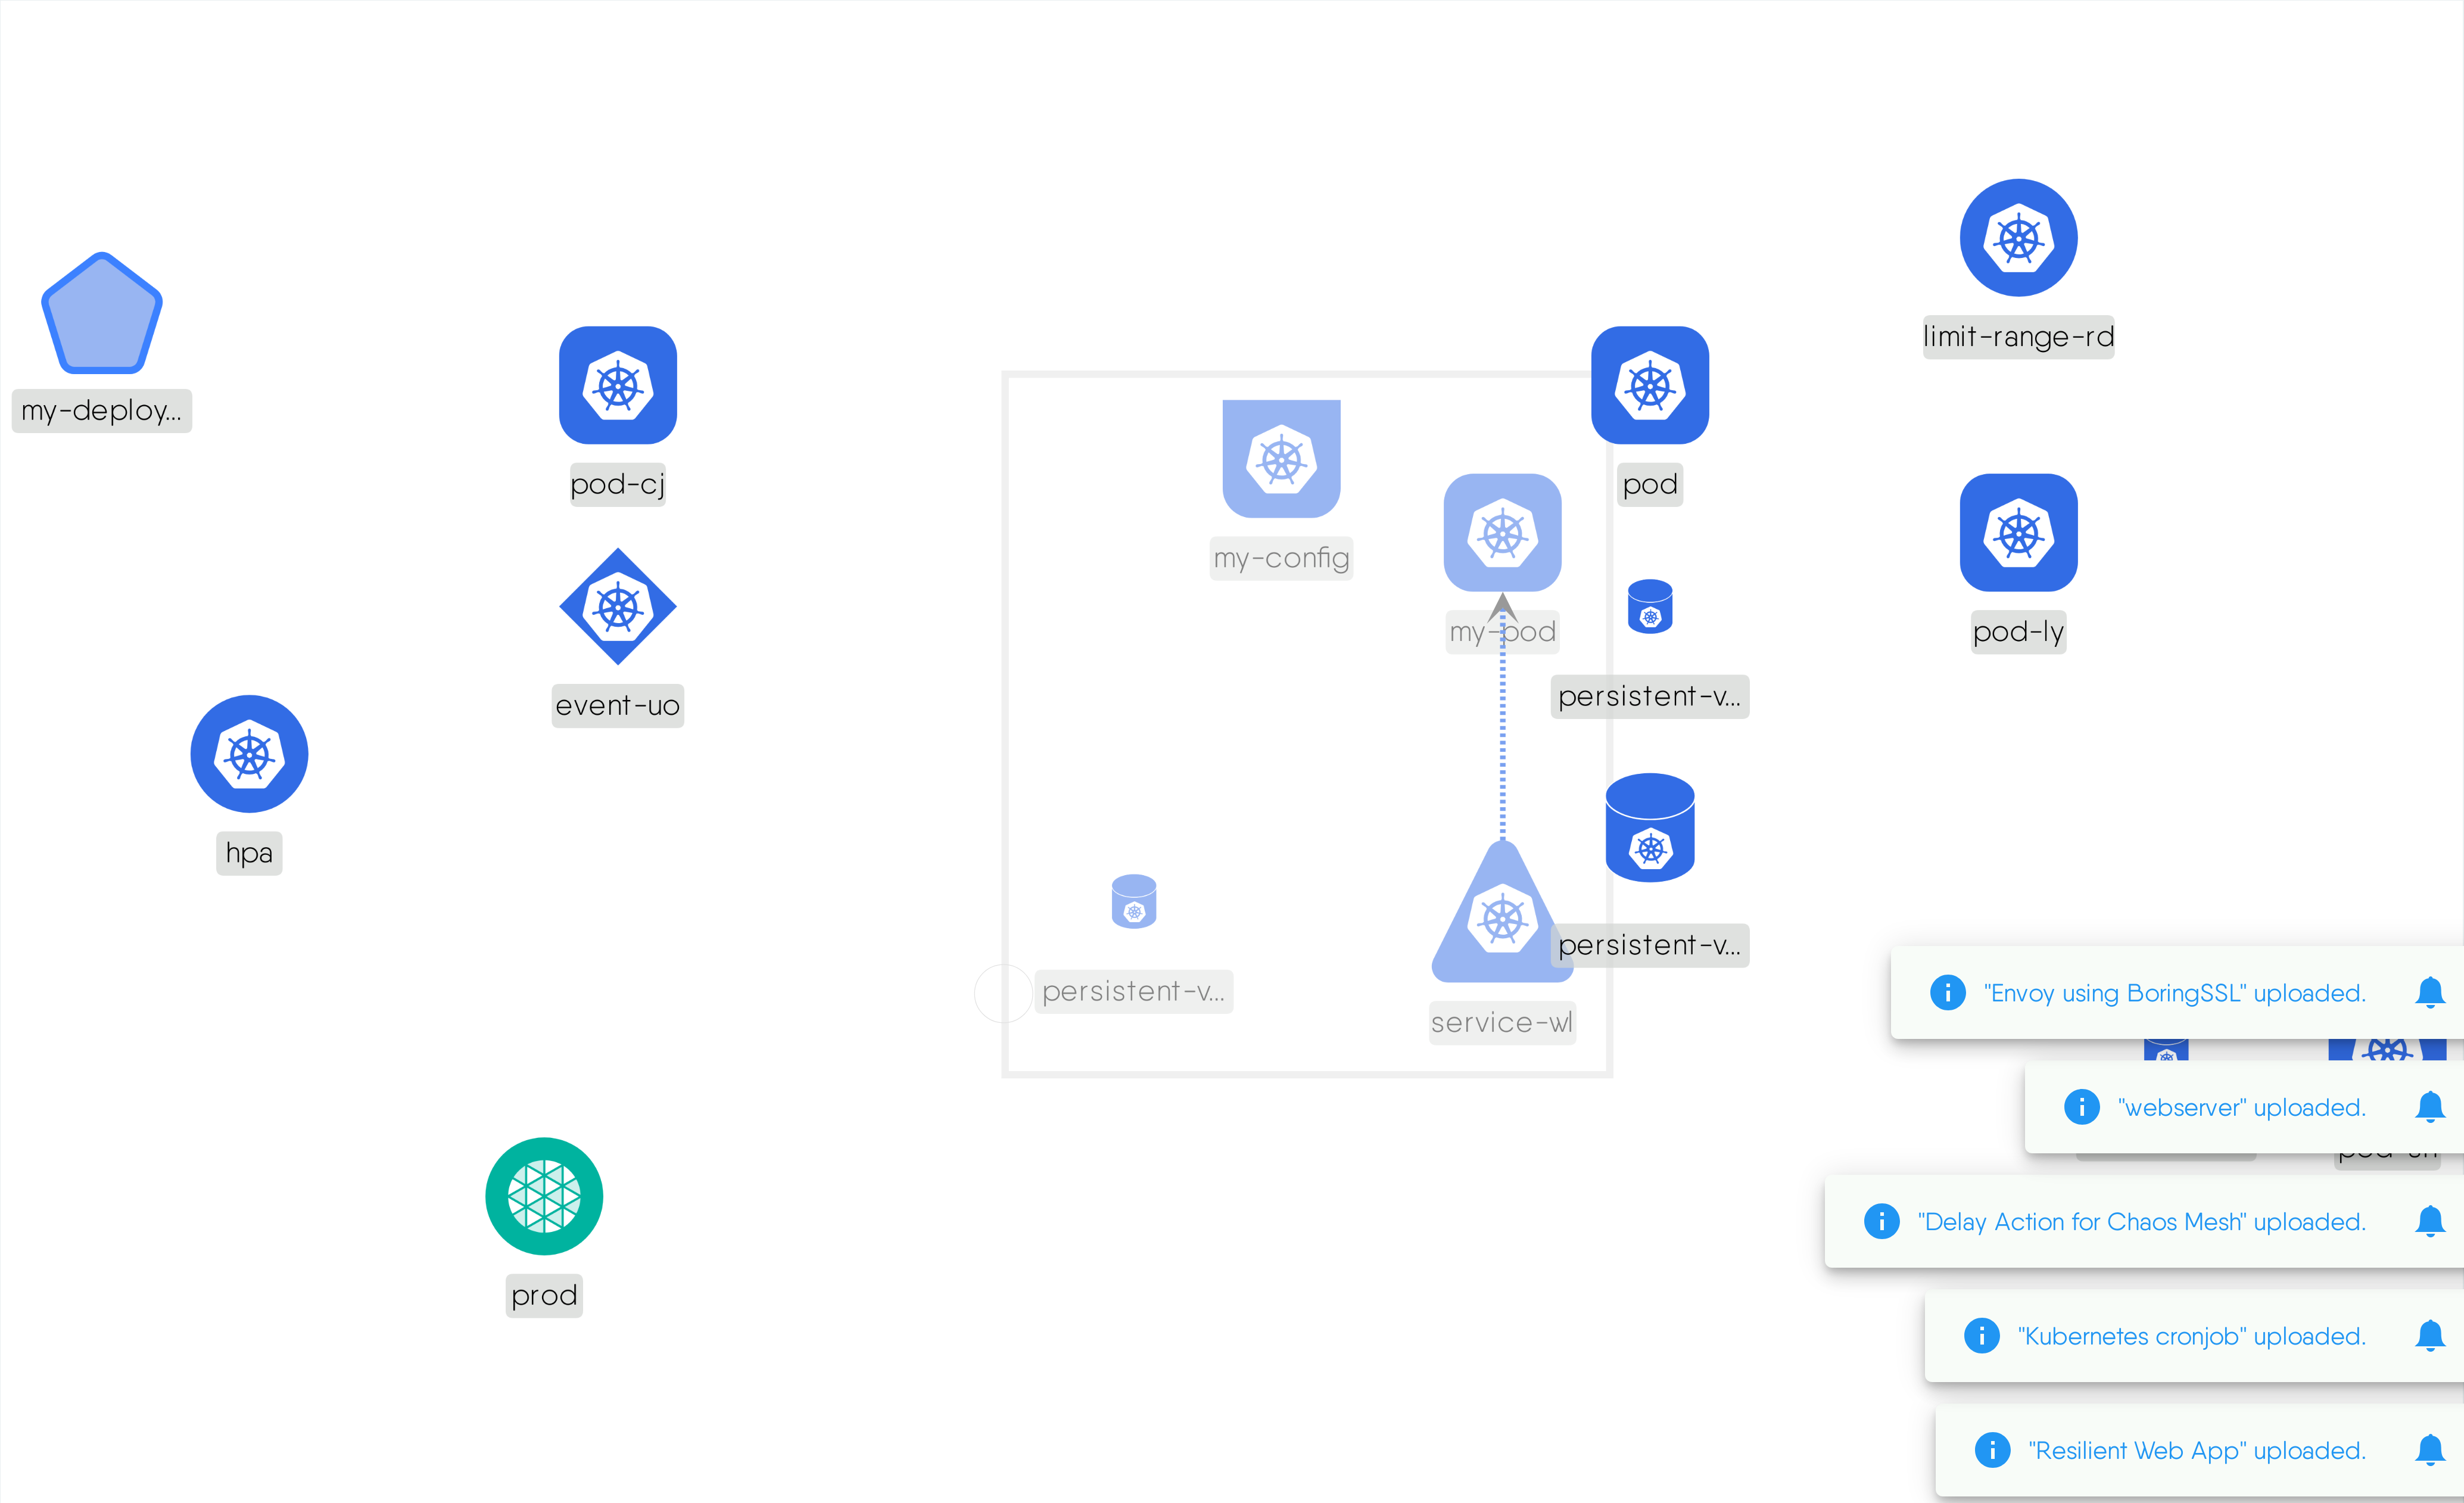 limit-range-rd
my-deploy...
pod-cj
pod
my-config
my-pod
pod-ly
persistent-v...
event-uo
hpa
persistent-v...
persistent-v...
service-wl
"Envoy using BoringSSL" uploaded.
"webserver" uploaded.
"Delay Action for Chaos Mesh" uploaded.
prod
"Kubernetes cronjob" uploaded.
"Resilient Web App" uploaded.